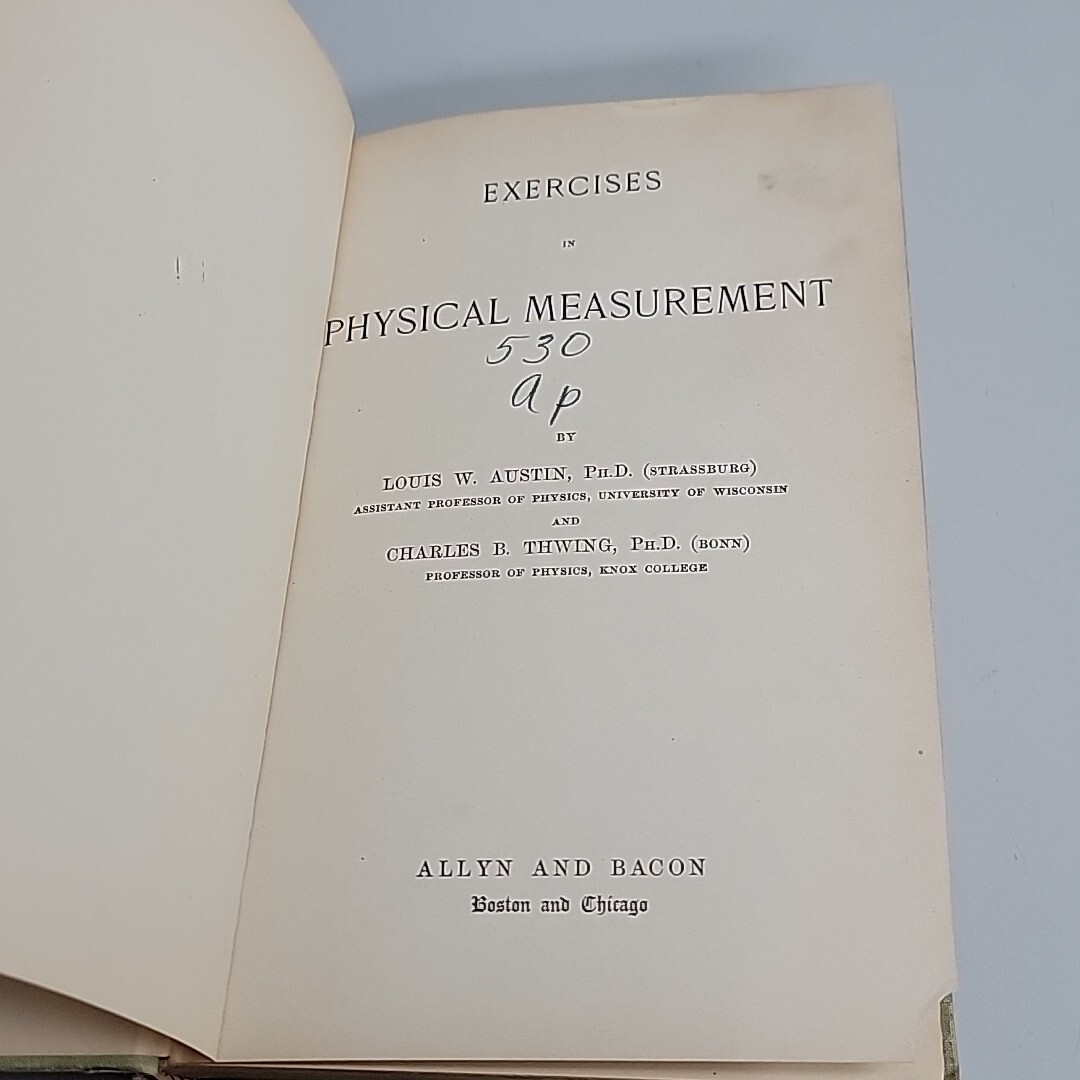 EXERCISES
IN
PHYSICAL MEASUREMENT
530
ap
BY
LOUIS W. AUSTIN, PH.D. (STRASSBURG)
ASSISTANT PROFESSOR OF PHYSICS, UNIVERSITY OF WISCONSIN
AND
CHARLES B. THWING, PH.D. (BONN)
PROFESSOR OF PHYSICS, KNOX COLLEGE
ALLYN AND BACON
Boston and Chicago